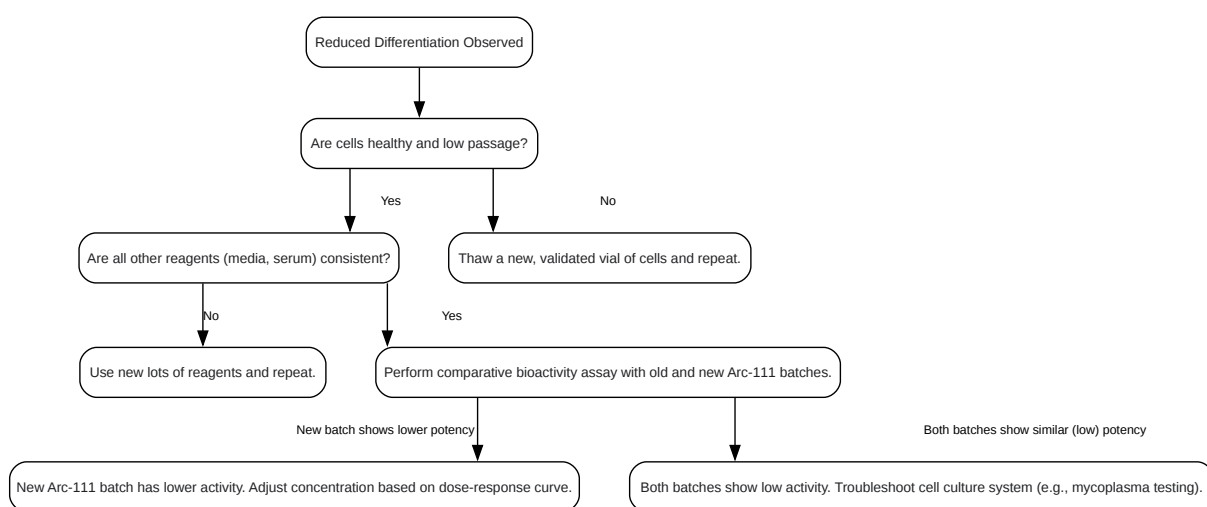 Reduced Differentiation Observed
Are cells healthy and low passage?
Yes
No
Are all other reagents (media, serum) consistent?
Thaw a new, validated vial of cells and repeat.
No
Yes
Use new lots of reagents and repeat.
Perform comparative bioactivity assay with old and new Arc-111 batches.
New batch shows lower potency
Both batches show similar (low) potency
New Arc-111 batch has lower activity. Adjust concentration based on dose-response curve.
Both batches show low activity. Troubleshoot cell culture system (e.g., mycoplasma testing).